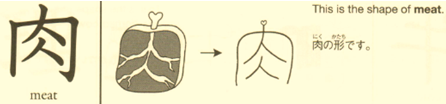 肉
meat
This is the shape of meat.
にく かたち
肉の形です。